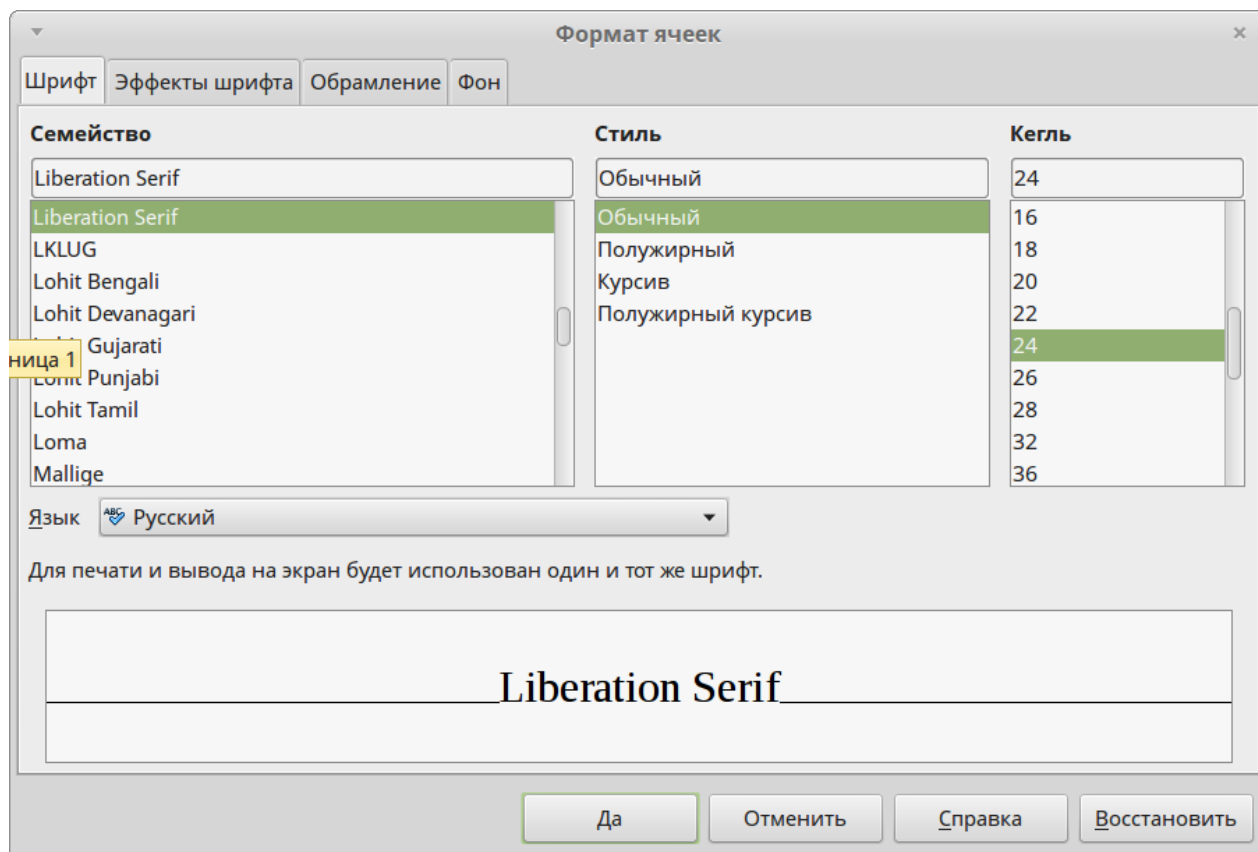 Формат ячеек
Шрифт Эффекты шрифта Обрамление Фон
Семейство Стиль Кегль
Liberation Serif Обычный 24
Liberation Serif Обычный 16
LKLUG Полужирный 18
Lohit Bengali Курсив 20
Lohit Devanagari Полужирный курсив 22
Gujarati 24
ница 1
Lohit Punjabi 26
Lohit Tamil 28
Loma 32
Mallige 36
Язык Русский
Для печати и вывода на экран будет использован один и тот же шрифт.
Liberation Serif
Да Отменить Справка Восстановить